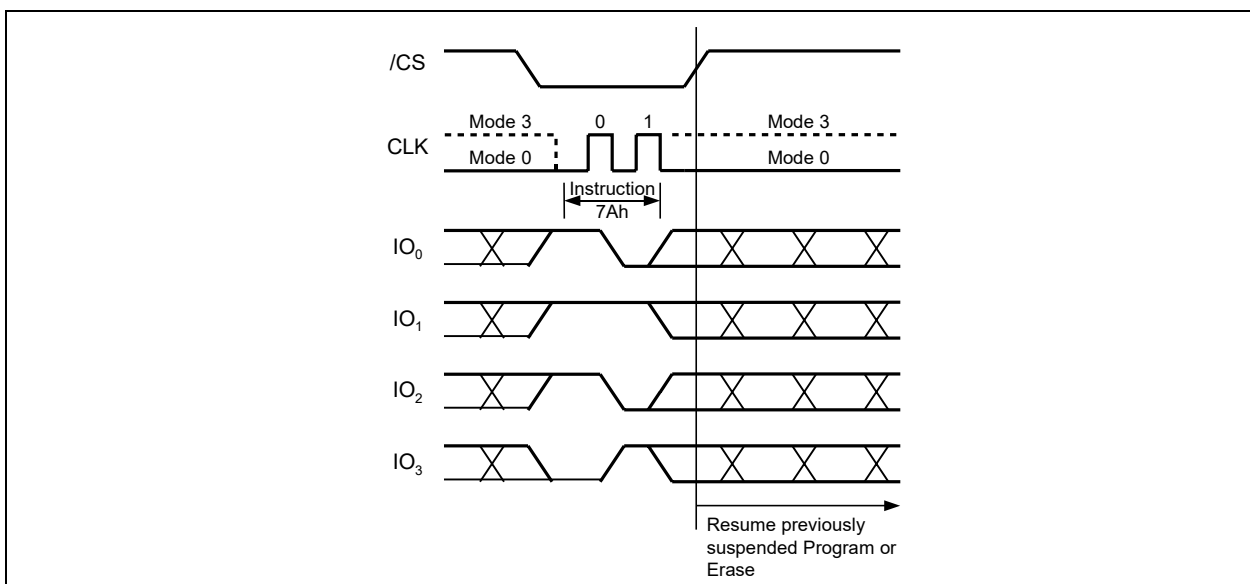 /CS
Mode 3 0 1 Mode 3
CLK
Mode 0 Mode 0
Instruction
7Ah
IO0
IO1
IO2
IO3
Resume previously
suspended Program or
Erase